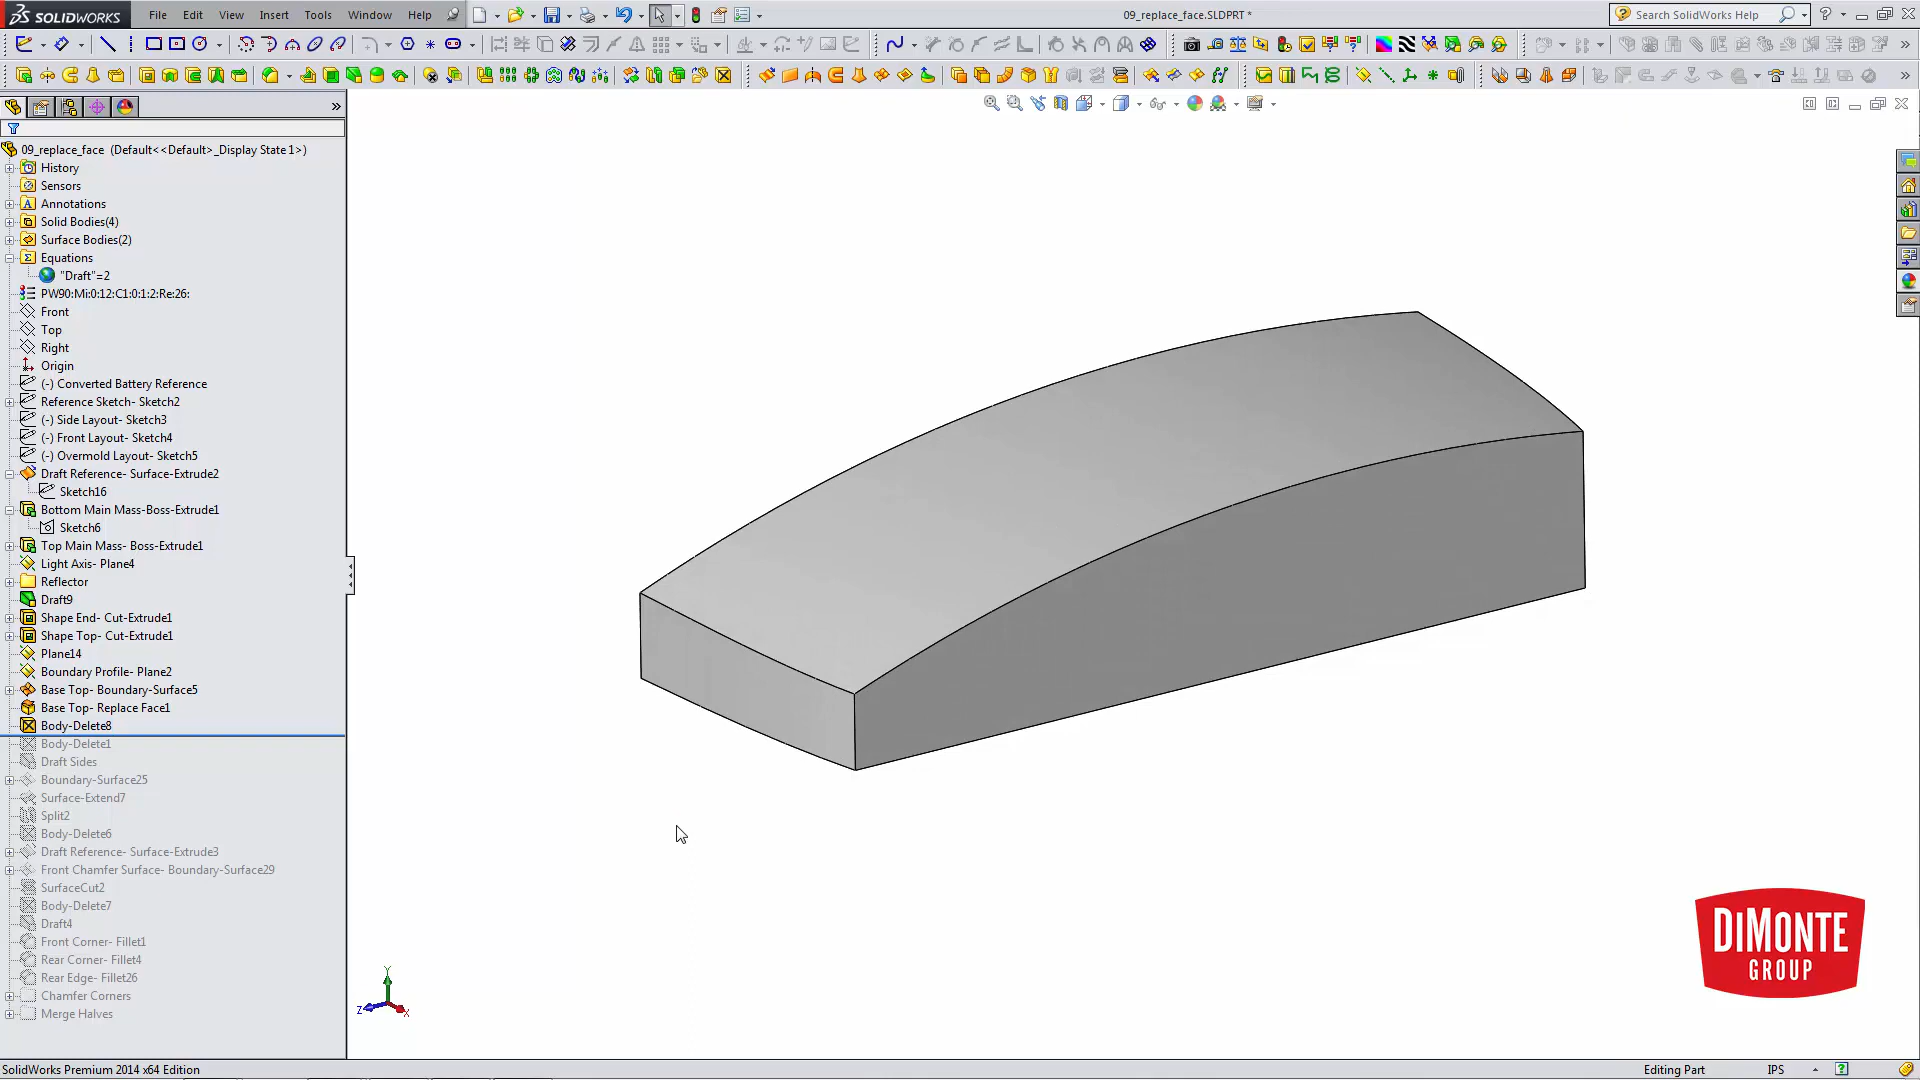 SOLIDWORKS File Edit View Insert Tools Window Help 09_replace_face.SLDPRT * Search SolidWorks Help
09_replace_face (Default<<Default>_Display State 1>)
History
Sensors
Annotations
Solid Bodies(4)
Surface Bodies(2)
Equations
"Draft"=2
PW90:Mi:0:12:C1:0:1:2:Re:26:
Front
Top
Right
Origin
(-) Converted Battery Reference
Reference Sketch- Sketch2
(-) Side Layout- Sketch3
(-) Front Layout- Sketch4
(-) Overmold Layout- Sketch5
Draft Reference- Surface-Extrude2
Sketch16
Bottom Main Mass-Boss-Extrude1
Sketch6
Top Main Mass- Boss-Extrude1
Light Axis- Plane4
Reflector
Draft9
Shape End- Cut-Extrude1
Shape Top- Cut-Extrude1
Plane14
Boundary Profile- Plane2
Base Top- Boundary-Surface5
Base Top- Replace Face1
Body-Delete8
Body-Delete1
Draft Sides
Boundary-Surface25
Surface-Extend7
Split2
Body-Delete6
Draft Reference- Surface-Extrude3
Front Chamfer Surface- Boundary-Surface29
SurfaceCut2
Body-Delete7
Draft4
Front Corner- Fillet1
Rear Corner- Fillet4
Rear Edge- Fillet26
Chamfer Corners
Merge Halves
Y
Z
X
DIMONTE
GROUP
SolidWorks Premium 2014 x64 Edition Editing Part IPS